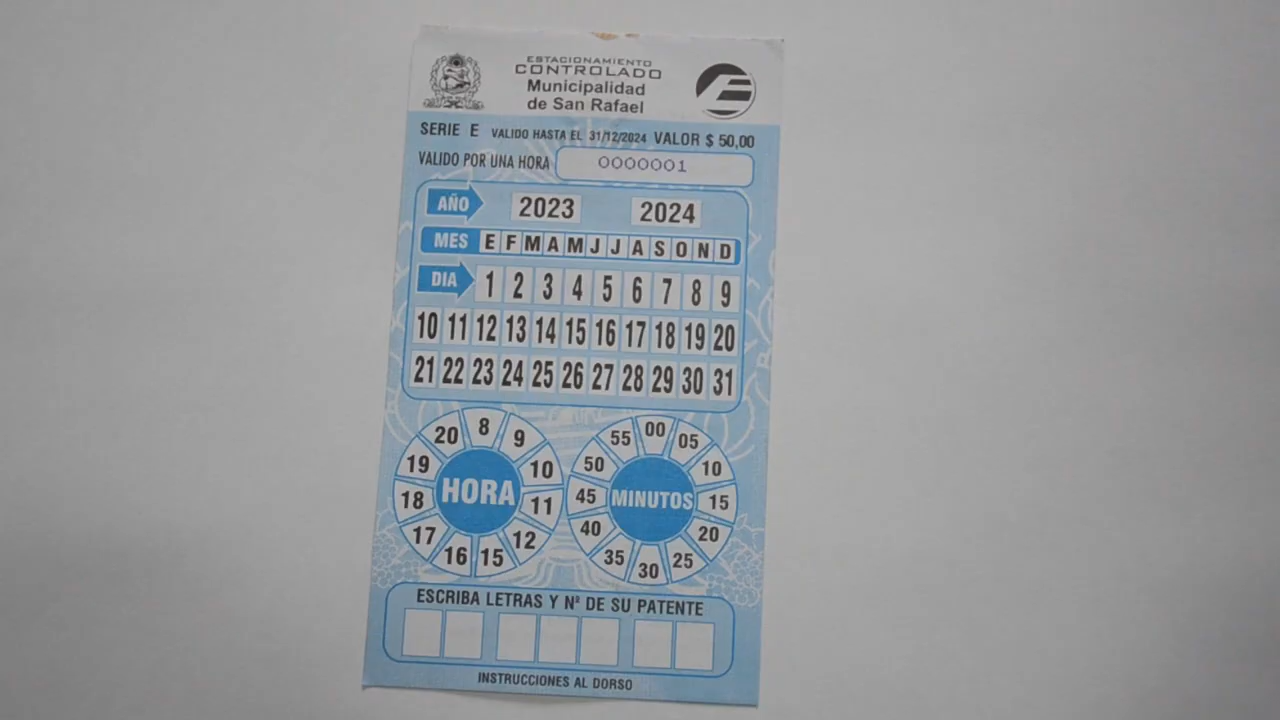 ESTACIONAMIENTO
CONTROLADO
Municipalidad
de San Rafael
SERIE E VALIDO HASTA EL 31/12/2024 VALOR $ 50,00
VALIDO POR UNA HORA 0000001
AÑO 2023 2024
MES E F M A M J J A S O N D
DIA 1 2 3 4 5 6 7 8 9
10 11 12 13 14 15 16 17 18 19 20
21 22 23 24 25 26 27 28 29 30 31
HORA
8 9 10 11 12 15 16 17 18 19 20
MINUTOS
00 05 10 15 20 25 30 35 40 45 50 55
ESCRIBA LETRAS Y Nº DE SU PATENTE
INSTRUCCIONES AL DORSO